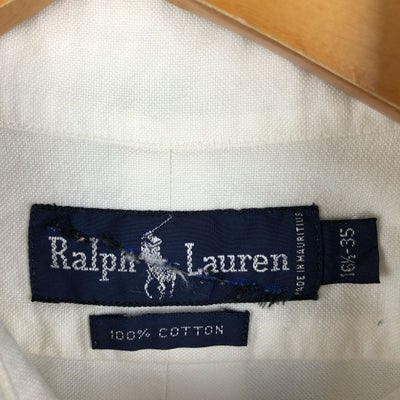 Ralph Lauren
MADE IN MAURITIUS
16½-35
100% COTTON